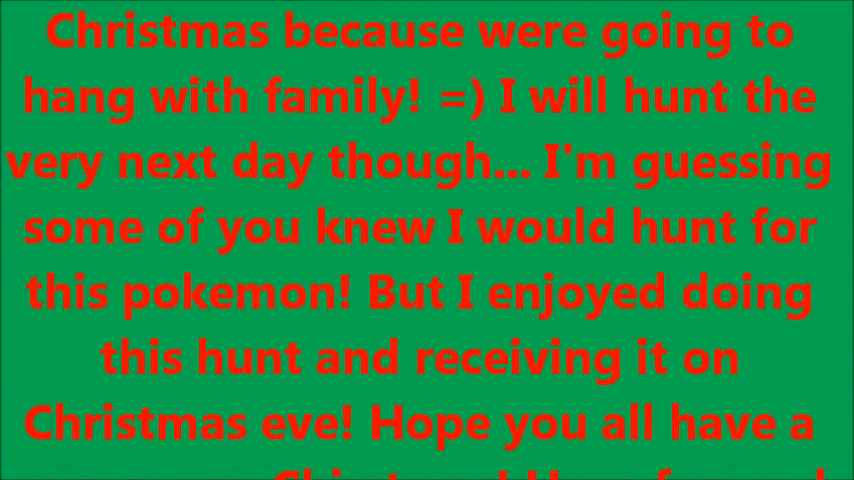 Christmas because were going to
hang with family! =) I will hunt the
very next day though... I'm guessing
some of you knew I would hunt for
this pokemon! But I enjoyed doing
this hunt and receiving it on
Christmas eve! Hope you all have a